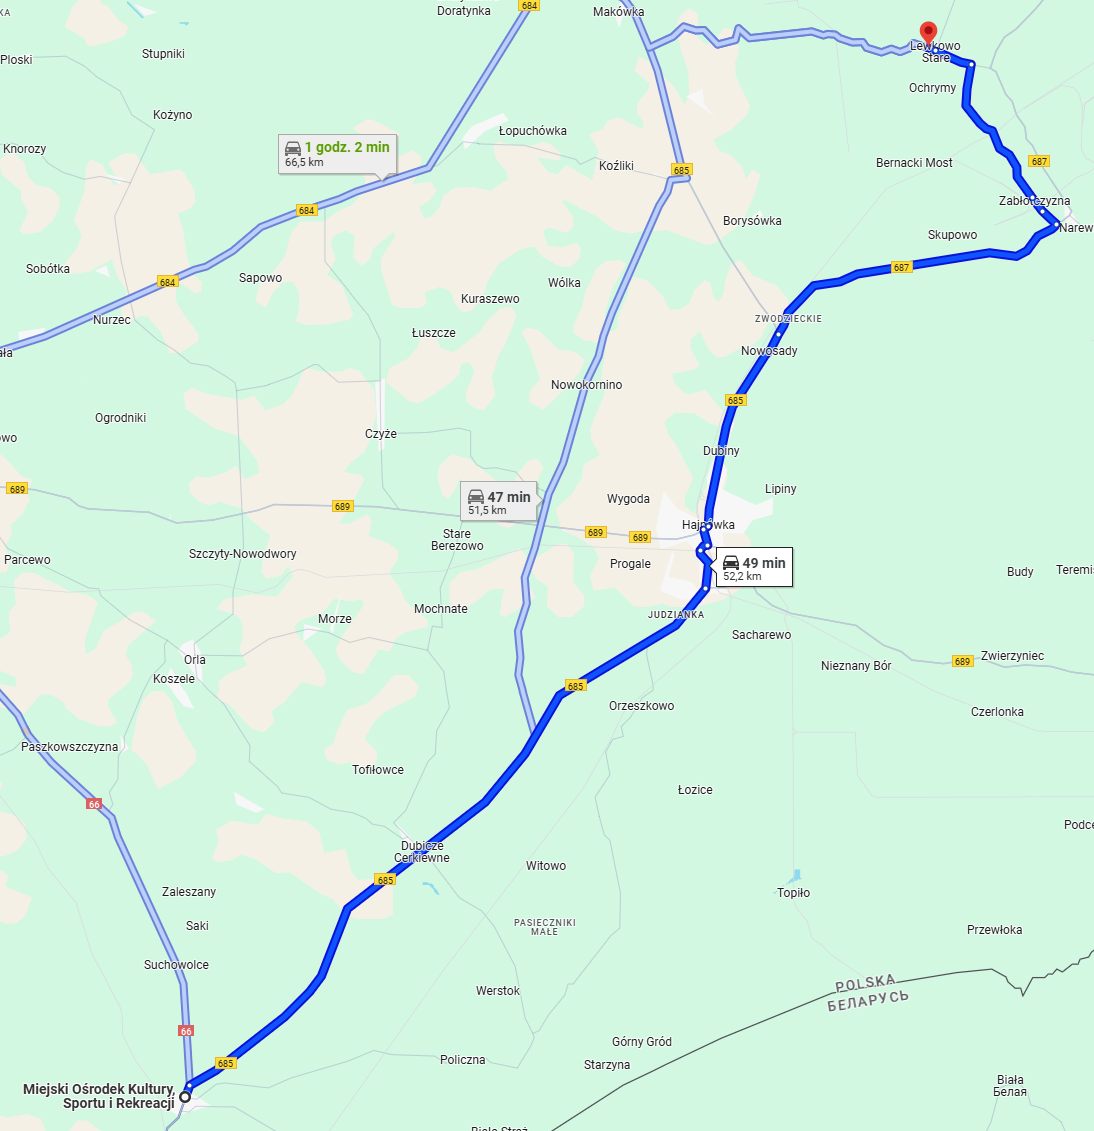 684
Doratynka
Makówka
Lewkowo
Stare
Stupniki
Ploski
Ochrymy
Kożyno
Łopuchówka
1 godz. 2 min
66,5 km
Knorozy
Koźliki
685
Bernacki Most
687
Zabłoczyzna
684
Borysówka
Narew
Skupowo
Sobótka
684
Sapowo
687
Wólka
Kuraszewo
Nurzec
ZWODZIECKIE
Łuszcze
Nowosady
Nowokornino
685
Ogrodniki
Czyże
Dubiny
689
Lipiny
47 min
51,5 km
Wygoda
689
Hajnówka
689
689
Stare
Berezowo
Szczyty-Nowodwory
Parcewo
Progale
49 min
52,2 km
Budy
Mochnate
JUDZIANKA
Morze
Sacharewo
Orla
Nieznany Bór
689
Zwierzyniec
Koszele
685
Orzeszkowo
Czerlonka
Paszkowszczyzna
Tofiłowce
Łozice
66
Dubicze
Cerkiewne
Witowo
685
Zaleszany
Topiło
Saki
PASIECZNIKI
MAŁE
Przewłoka
Suchowolce
POLSKA
БЕЛАРУСЬ
Werstok
66
Góry Gród
685
Policzna
Starzyna
Miejski Ośrodek Kultury,
Sportu i Rekreacji
Biała
Белая